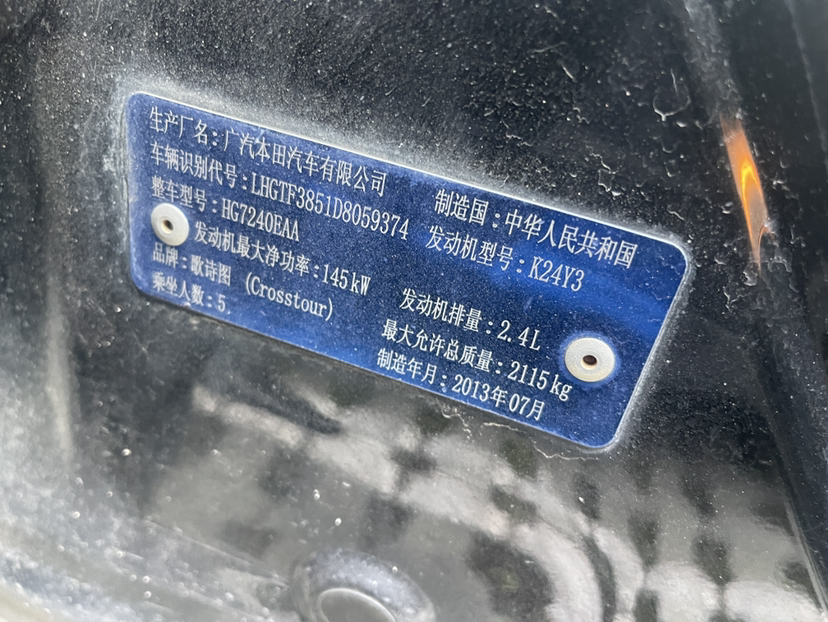 生产厂名：广汽本田汽车有限公司 制造国：中华人民共和国
车辆识别代号：LHGTF3851D8059374 发动机型号：K24Y3
整车型号：HG7240EAA
发动机最大净功率：145kW 发动机排量：2.4L
品牌：歌诗图 (Crosstour) 最大允许总质量：2115kg
乘坐人数：5 制造年月：2013年07月